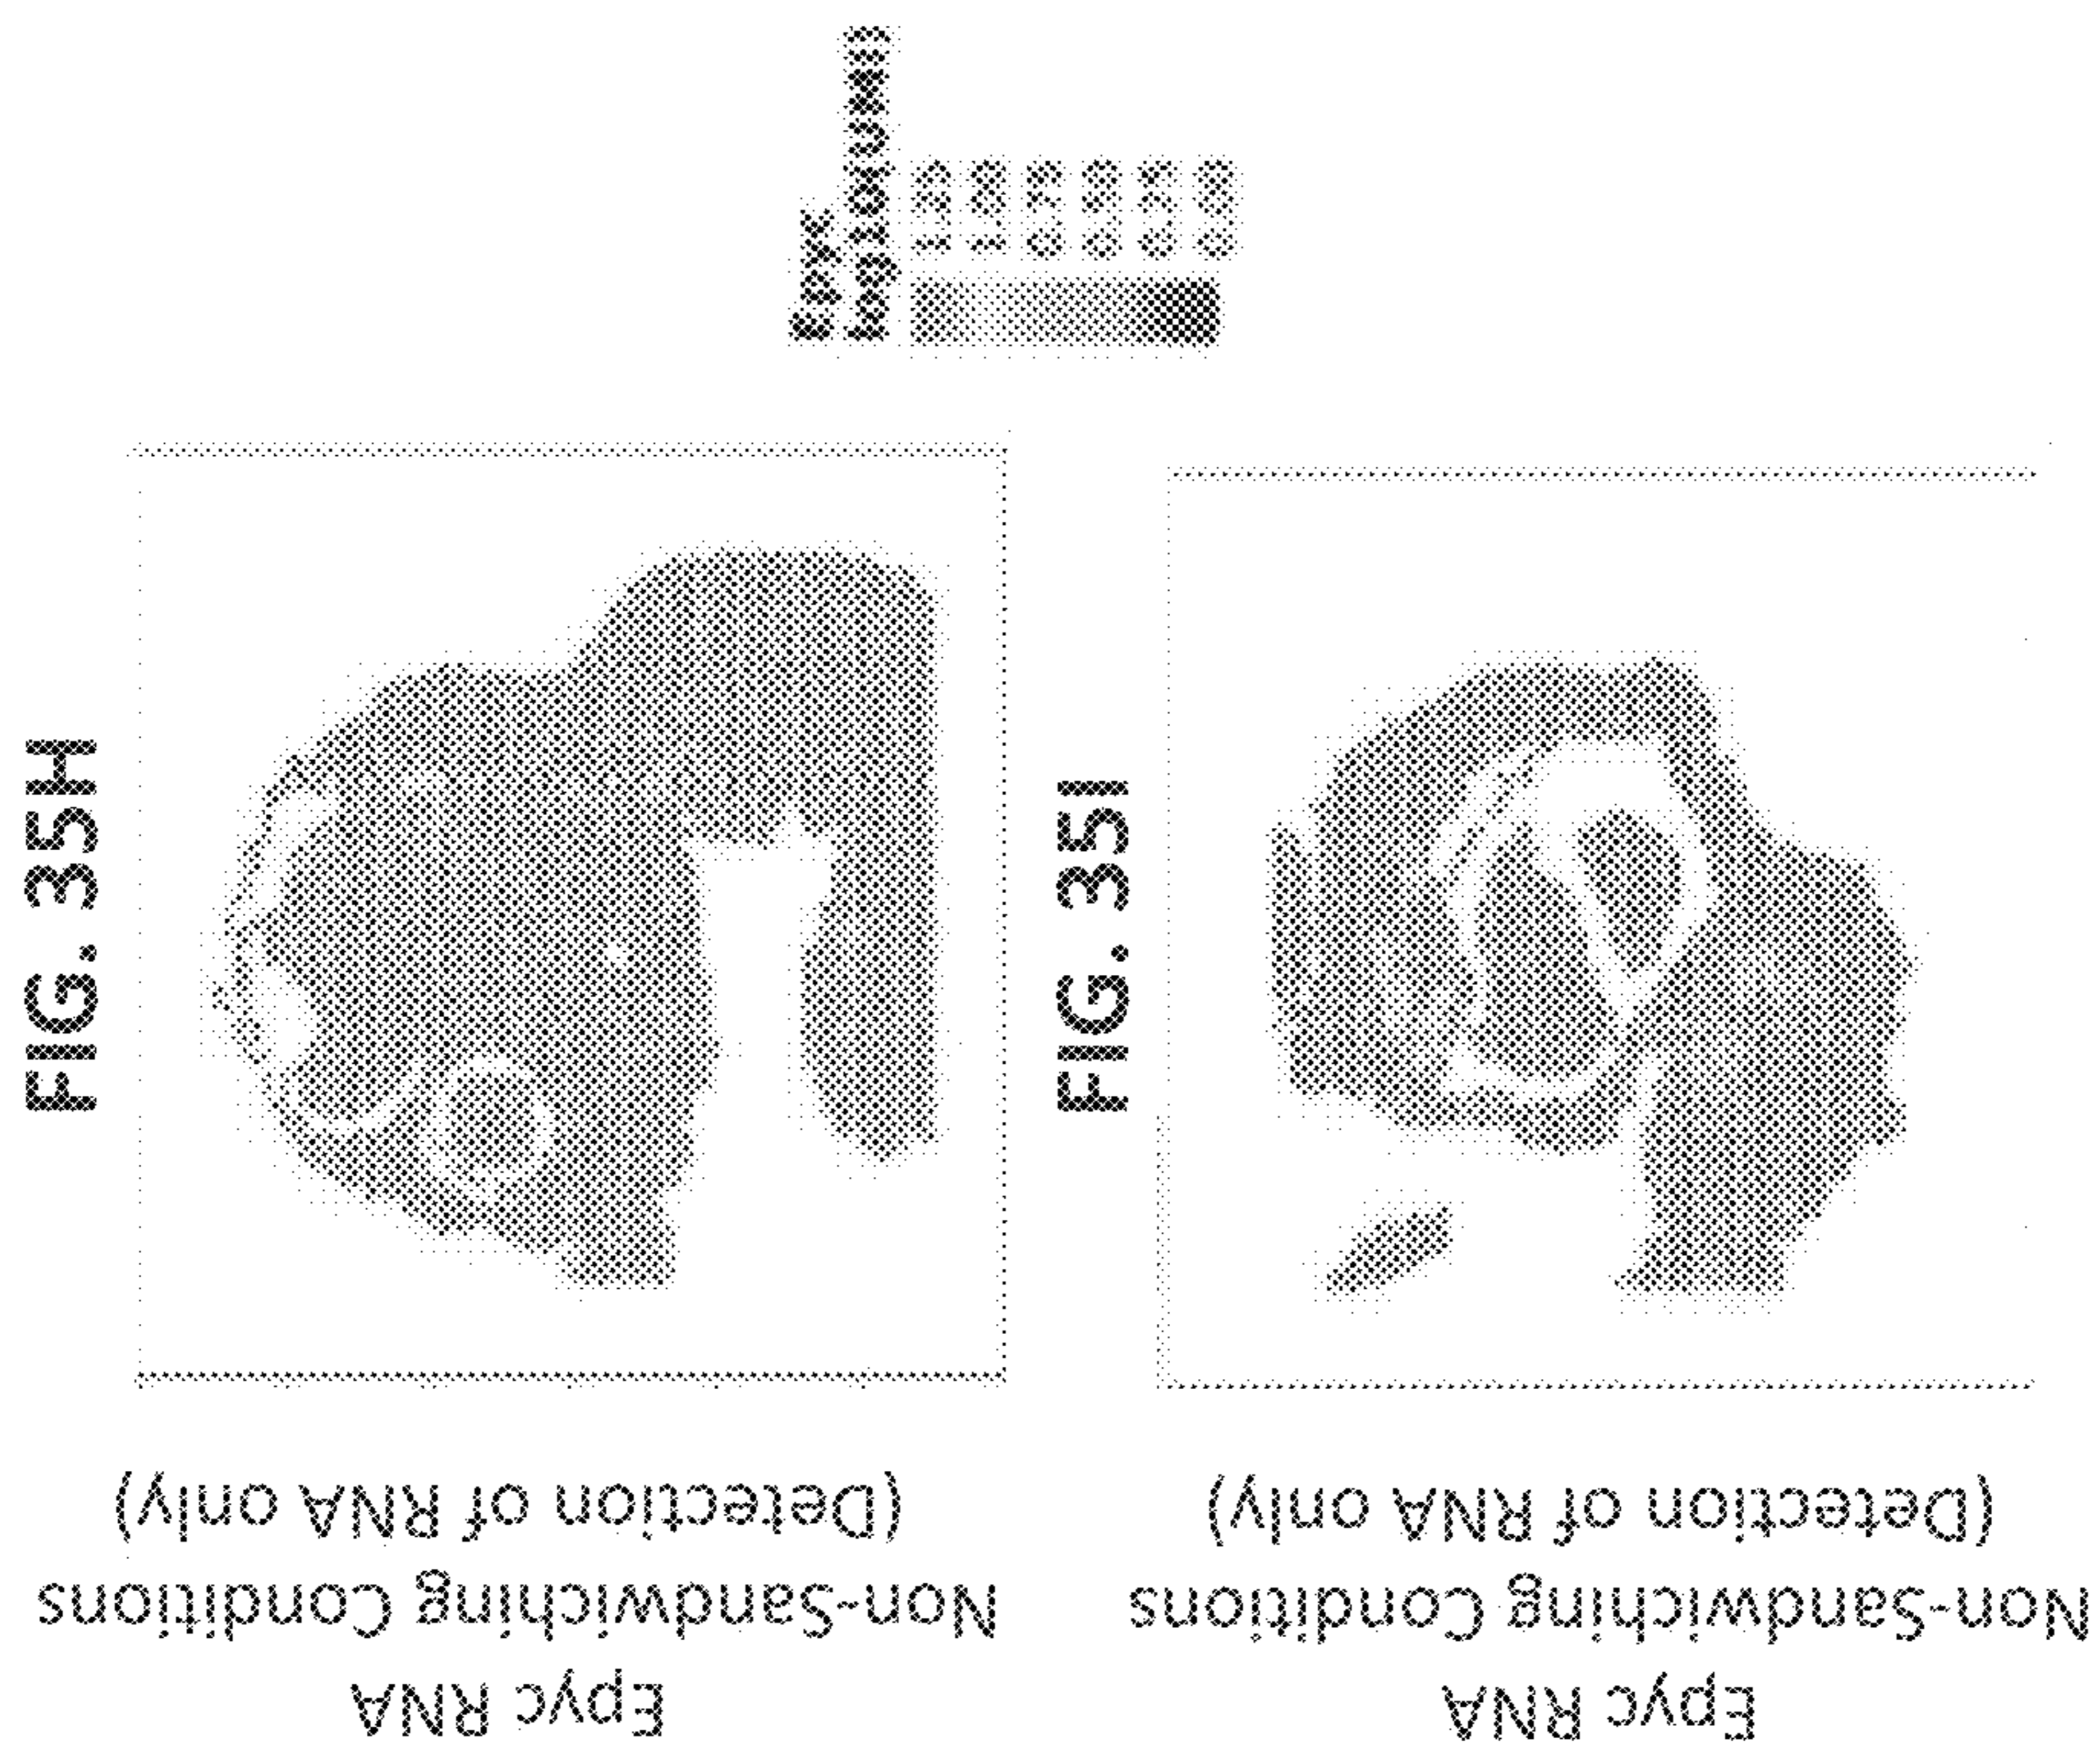 FIG. 35H
Epyc RNA
Non-Sandwiching Conditions
(Detection of RNA only)
FIG. 35I
Epyc RNA
Non-Sandwiching Conditions
(Detection of RNA only)
Epyc